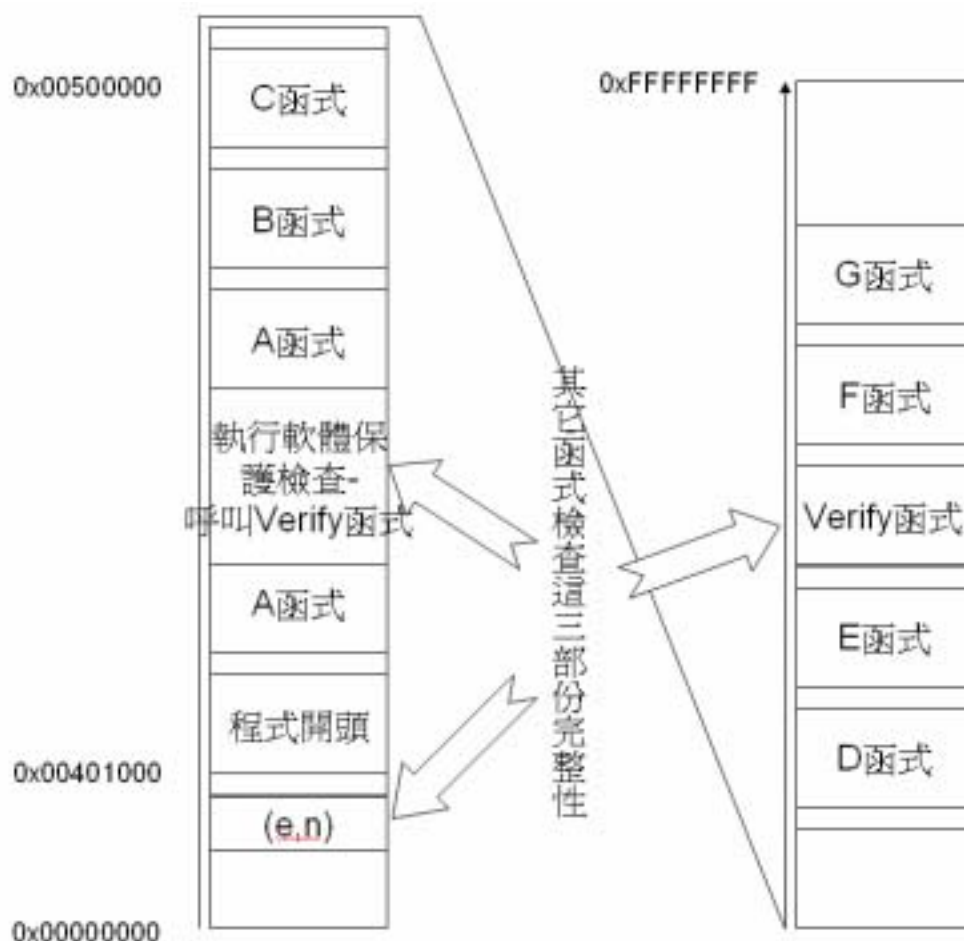 0x00500000
C函式
B函式
A函式
執行軟體保
護檢查-
呼叫Verify函式
A函式
程式開頭
0x00401000
(e,n)
0x00000000
其它函式檢查這三部份完整性
0xFFFFFFFF
G函式
F函式
Verify函式
E函式
D函式